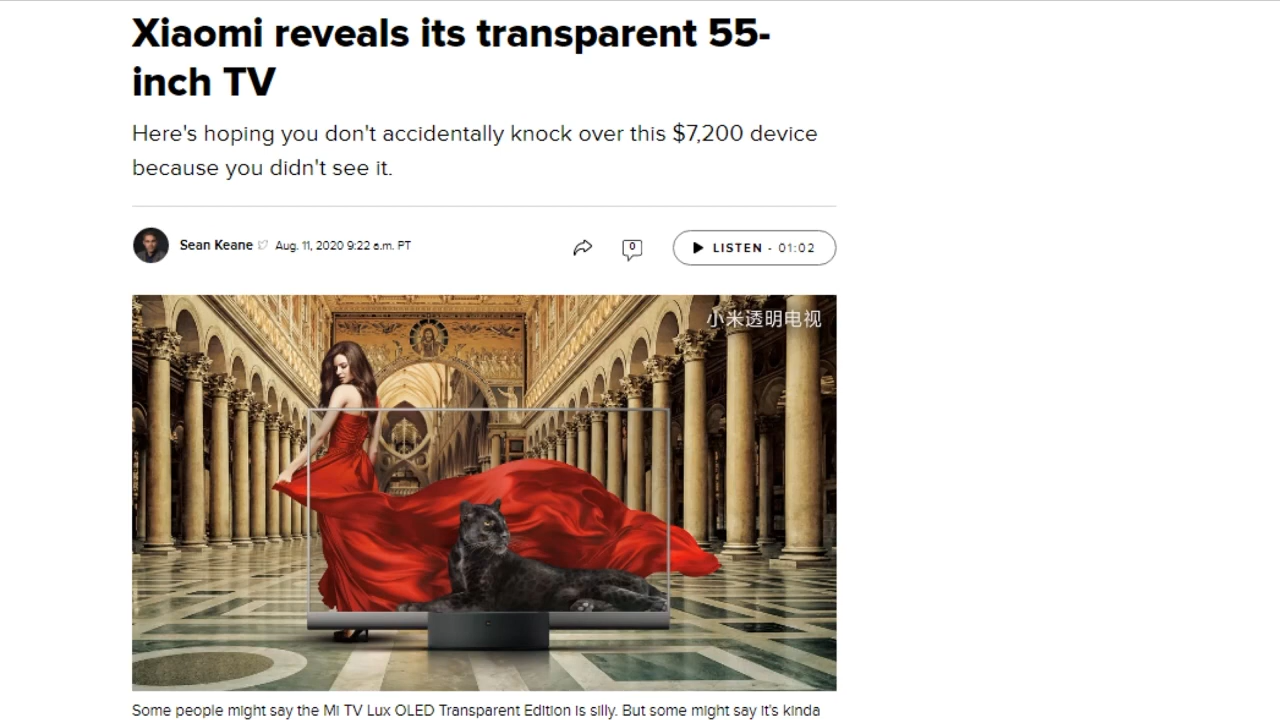 Xiaomi reveals its transparent 55-
inch TV
Here's hoping you don't accidentally knock over this $7,200 device
because you didn't see it.
Sean Keane Aug. 11, 2020 9:22 a.m. PT
0
LISTEN - 01:02
小米透明电视
Some people might say the Mi TV Lux OLED Transparent Edition is silly. But some might say it's kinda